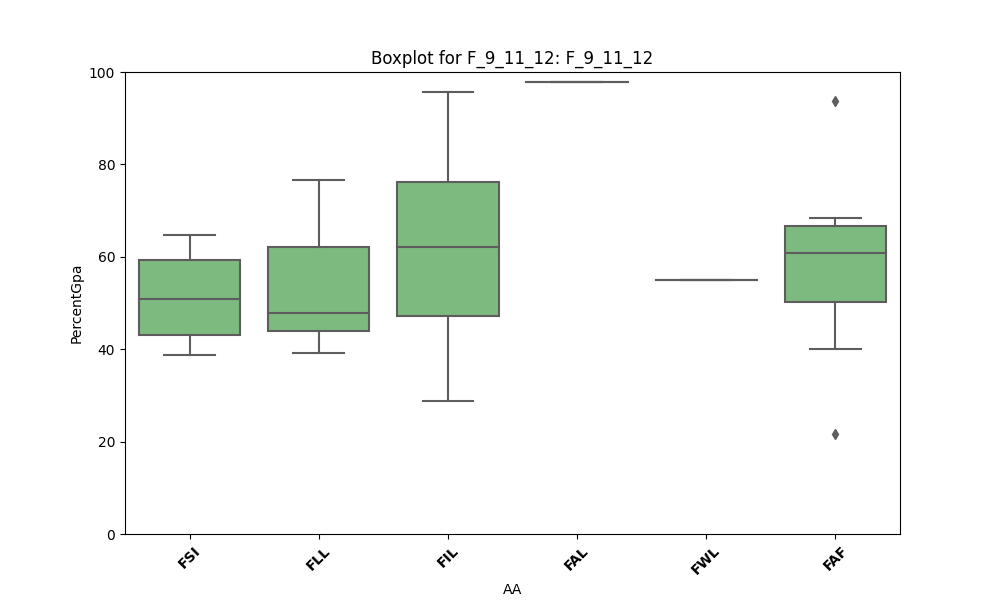 Boxplot for F_9_11_12: F_9_11_12
PercentGpa
100
80
60
40
20
0
FSI
FLL
FIL
FAL
FWL
FAF
AA